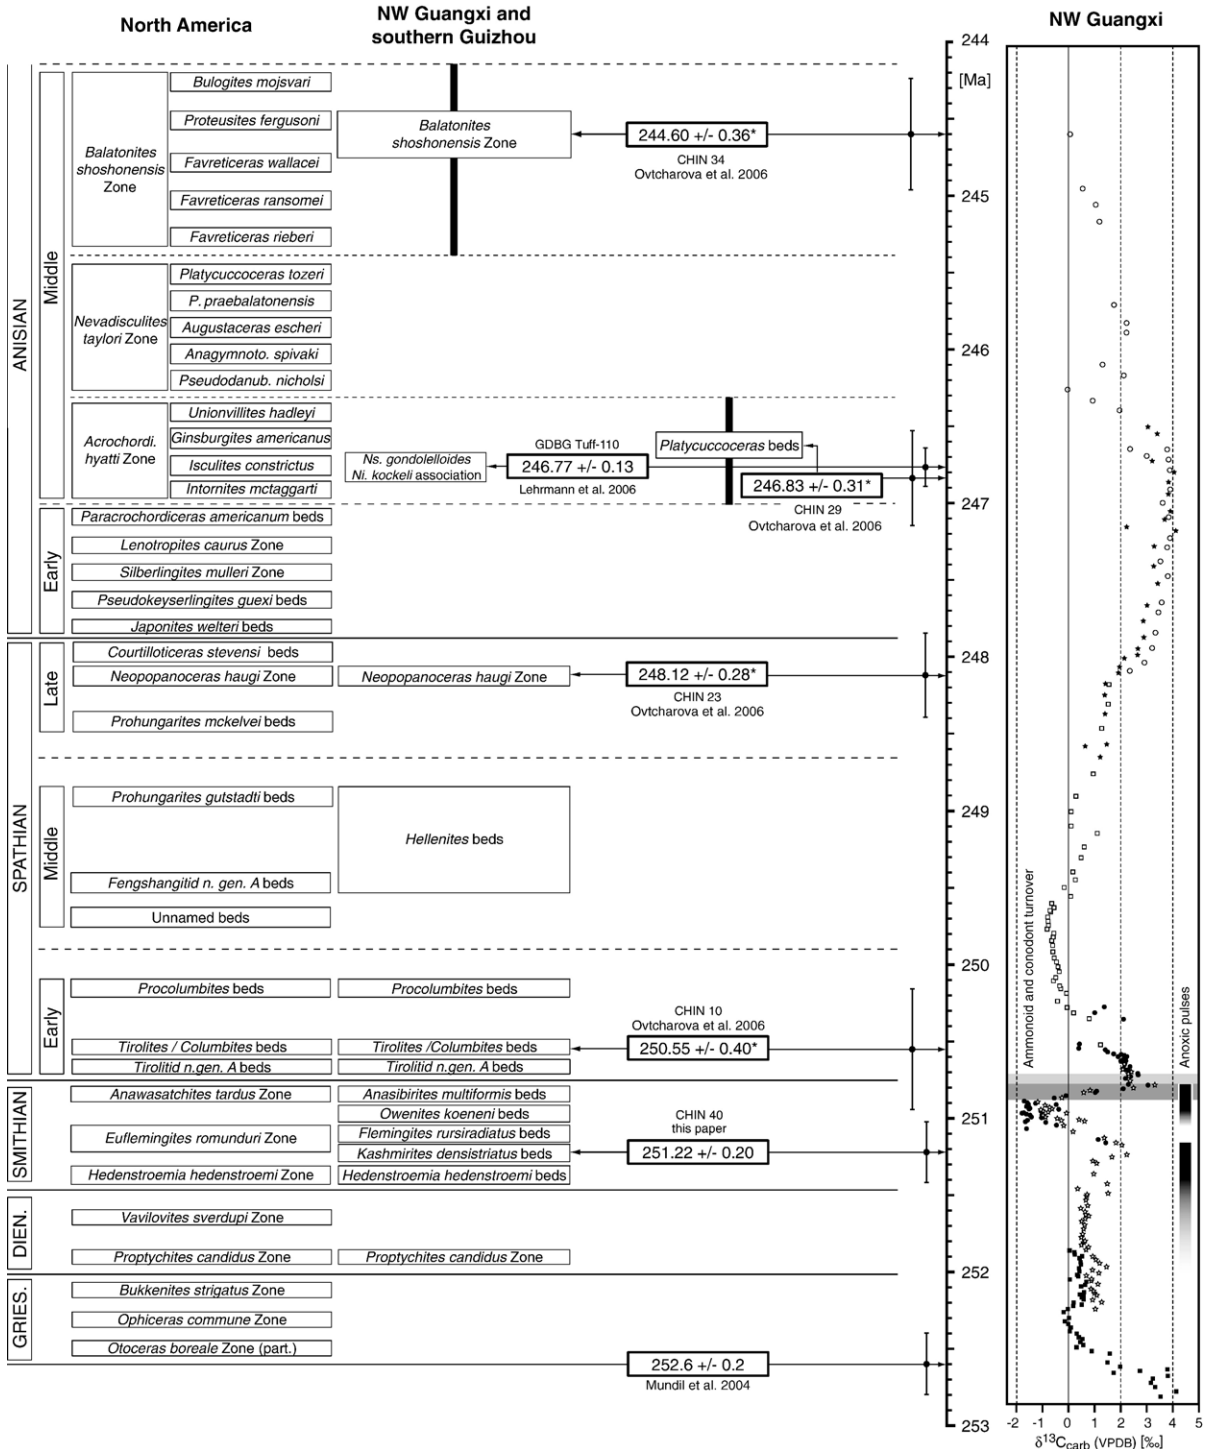 North America
NW Guangxi and
southern Guizhou
NW Guangxi
ANISIAN
Middle
Balatonites
shoshonensis
Zone
Bulogites mojsvari
Proteusites fergusoni
Favreticeras wallacei
Favreticeras ransomei
Favreticeras rieberi
Balatonites
shoshonensis Zone
244.60 +/- 0.36*
CHIN 34
Ovtcharova et al. 2006
Nevadisculites
taylori Zone
Platycuccoceras tozeri
P. praebalatonensis
Augustaceras escheri
Anagymnoto. spivaki
Pseudodanub. nicholsi
Acrochordi.
hyatti Zone
Unionvillites hadleyi
Ginsburgites americanus
Isculites constrictus
Intornites mctaggarti
Ns. gondolelloides
Ni. kockeli association
GDBG Tuff-110
246.77 +/- 0.13
Lehrmann et al. 2006
Platycuccoceras beds
246.83 +/- 0.31*
CHIN 29
Ovtcharova et al. 2006
Early
Paracrochordiceras americanum beds
Lenotropites caurus Zone
Silberlingites mulleri Zone
Pseudokeyserlingites guexi beds
Japonites welteri beds
SPATHIAN
Late
Courtilloticeras stevensi beds
Neopopanoceras haugi Zone
Prohungarites mckelvei beds
Neopopanoceras haugi Zone
248.12 +/- 0.28*
CHIN 23
Ovtcharova et al. 2006
Middle
Prohungarites gutstadti beds
Fengshangitid n. gen. A beds
Unnamed beds
Hellenites beds
Early
Procolumbites beds
Tirolites / Columbites beds
Tirolitid n.gen. A beds
Procolumbites beds
Tirolites /Columbites beds
Tirolitid n.gen. A beds
CHIN 10
Ovtcharova et al. 2006
250.55 +/- 0.40*
SMITHIAN
Anawasatchites tardus Zone
Euflemingites romunduri Zone
Hedenstroemia hedenstroemi Zone
Anasibirites multiformis beds
Owenites koeneni beds
Flemingites rursiradiatus beds
Kashmirites densistriatus beds
Hedenstroemia hedenstroemi beds
CHIN 40
this paper
251.22 +/- 0.20
DIEN.
Vavilovites sverdupi Zone
Proptychites candidus Zone
Proptychites candidus Zone
GRIES.
Bukkenites strigatus Zone
Ophiceras commune Zone
Otoceras boreale Zone (part.)
252.6 +/- 0.2
Mundil et al. 2004
244
[Ma]
245
246
247
248
249
250
251
252
253
Ammonoid and conodont turnover
Anoxic pulses
-2 -1 0 1 2 3 4 5
δ13Ccarb (VPDB) [‰]